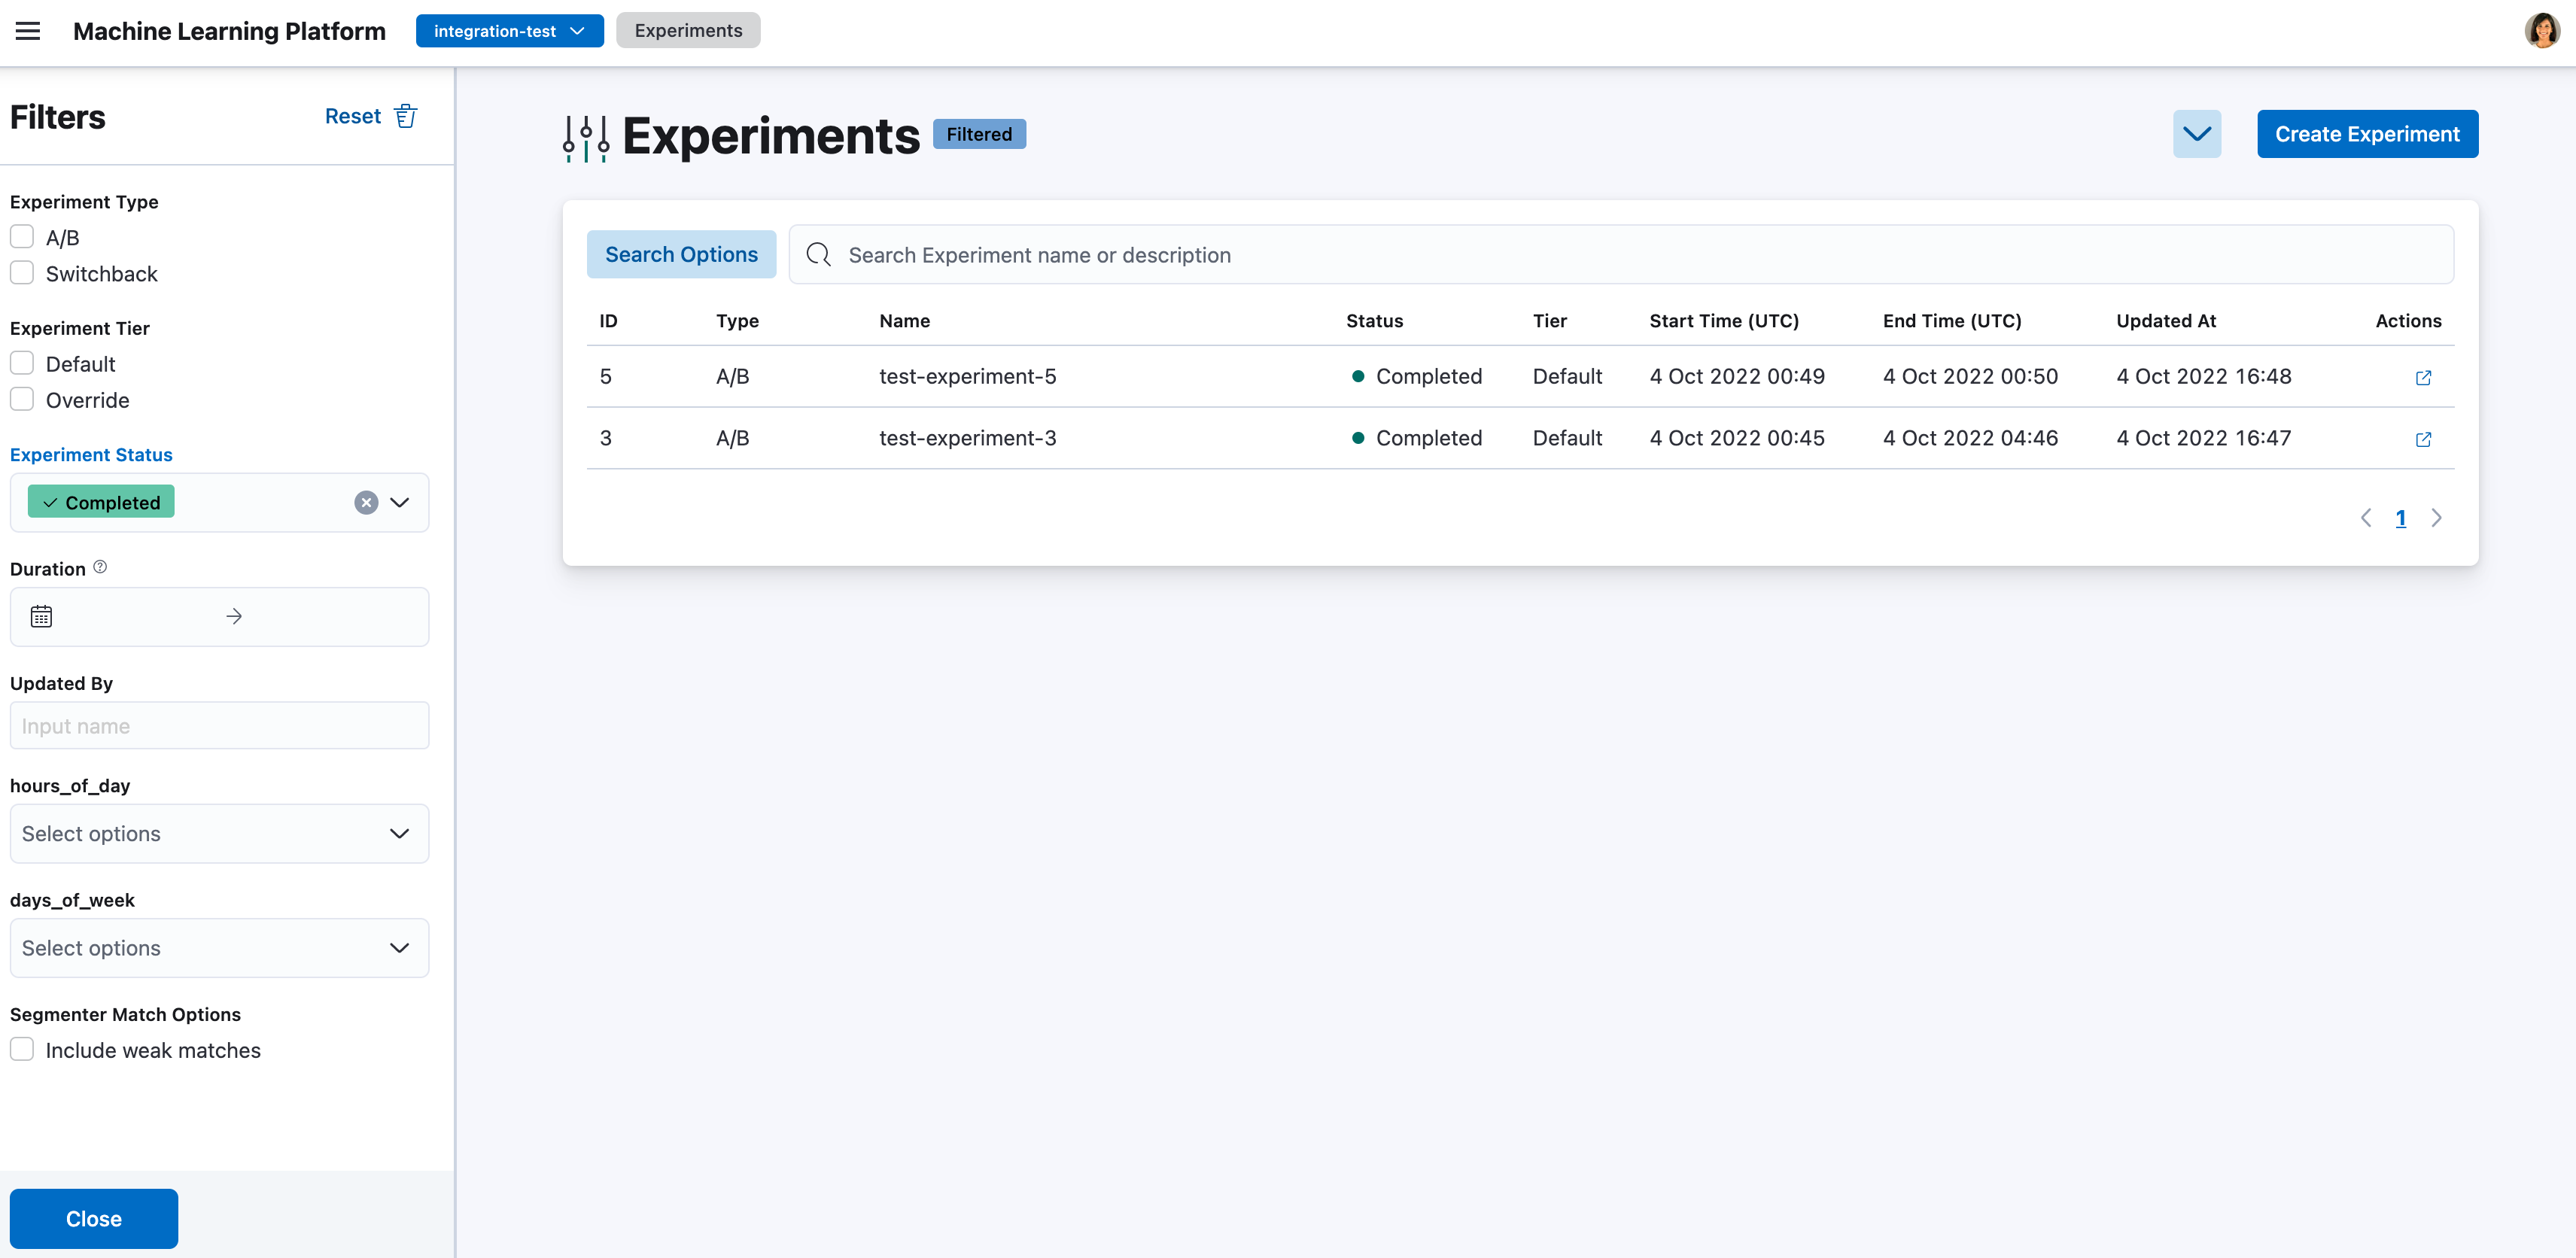 Machine Learning Platform integration-test Experiments
Filters Reset
Experiment Type
A/B
Switchback
Experiment Tier
Default
Override
Experiment Status
Completed
Duration
Updated By
Input name
hours_of_day
Select options
days_of_week
Select options
Segmenter Match Options
Include weak matches
Close
Experiments Filtered Create Experiment
Search Options Search Experiment name or description
ID Type Name Status Tier Start Time (UTC) End Time (UTC) Updated At Actions
5 A/B test-experiment-5 Completed Default 4 Oct 2022 00:49 4 Oct 2022 00:50 4 Oct 2022 16:48
3 A/B test-experiment-3 Completed Default 4 Oct 2022 00:45 4 Oct 2022 04:46 4 Oct 2022 16:47
1